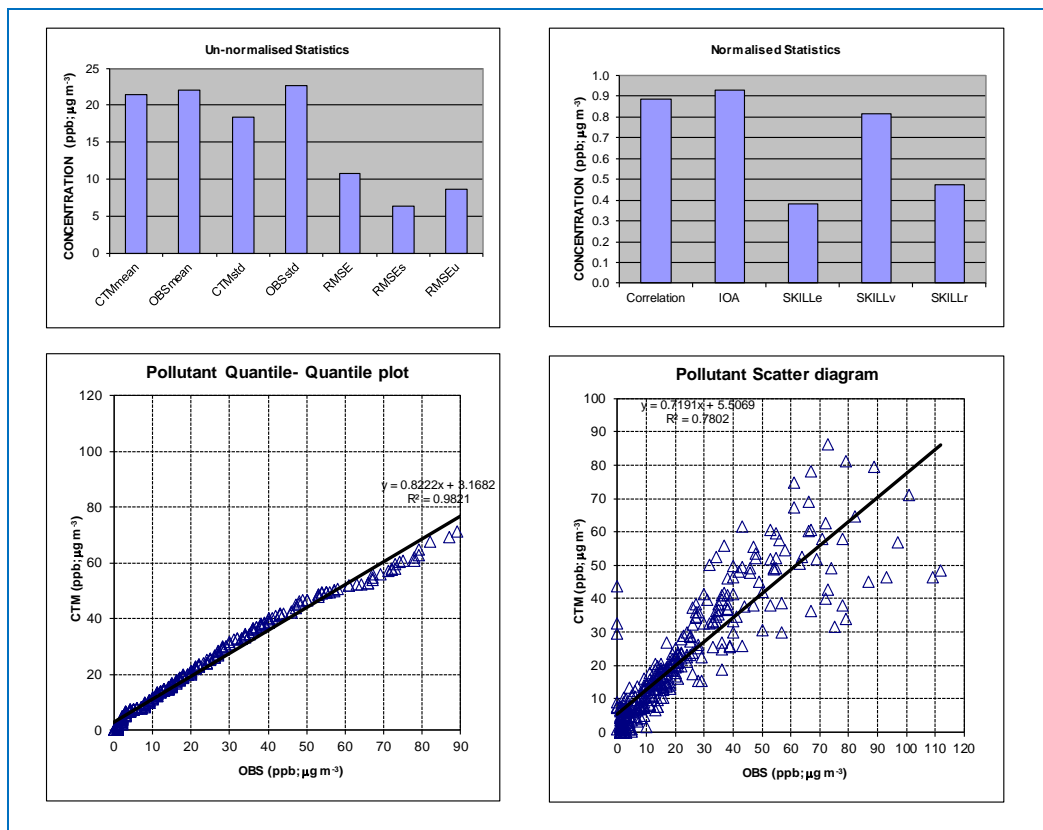 Un-normalised Statistics
CONCENTRATION (ppb; µg m-3)
25
20
15
10
5
0
CTMmean
OBSmean
CTMstd
OBSstd
RMSE
RMSEs
RMSEu
Normalised Statistics
CONCENTRATION (ppb; µg m-3)
1.0
0.9
0.8
0.7
0.6
0.5
0.4
0.3
0.2
0.1
0.0
Correlation
IOA
SKILLe
SKILLv
SKILLr
Pollutant Quantile- Quantile plot
y = 0.8222x + 3.1682
R² = 0.9821
CTM (ppb; µg m-3)
120
100
80
60
40
20
0
0 10 20 30 40 50 60 70 80 90
OBS (ppb; µg m-3)
Pollutant Scatter diagram
y = 0.7191x + 5.5069
R² = 0.7802
CTM (ppb; µg m-3)
100
90
80
70
60
50
40
30
20
10
0
0 10 20 30 40 50 60 70 80 90 100 110 120
OBS (ppb; µg m-3)